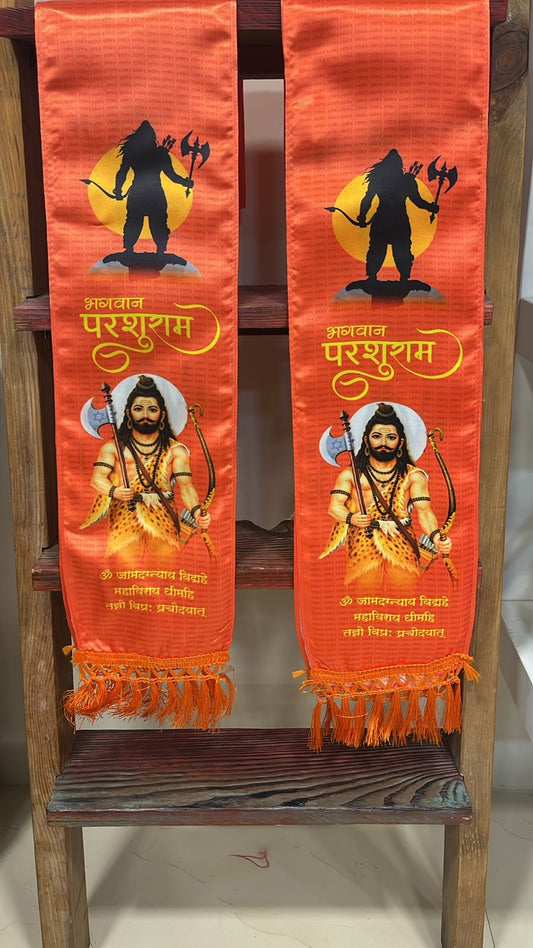 भगवान
परशुराम
ॐ जामदग्न्याय विद्महे
महाविराय धीमहि
तन्नो विप्रः प्रचोदयात्
भगवान
परशुराम
ॐ जामदग्न्याय विद्महे
महाविराय धीमहि
तन्नो विप्रः प्रचोदयात्